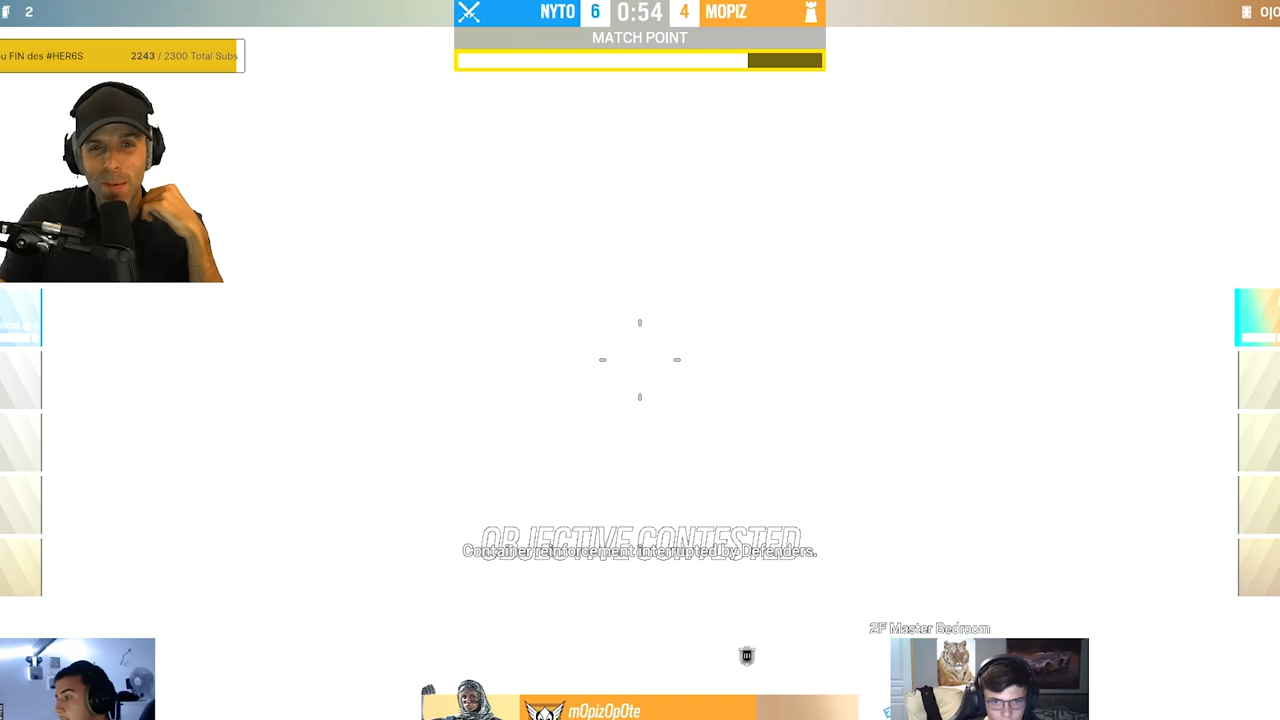 2
NYTO 6 0:54 4 MOPIZ
MATCH POINT
u FIN des #HER6S 2243 / 2300 Total Subs
OBJECTIVE CONTESTED
Container reinforcement interrupted by Defenders.
2F Master Bedroom
m0piz0p0te